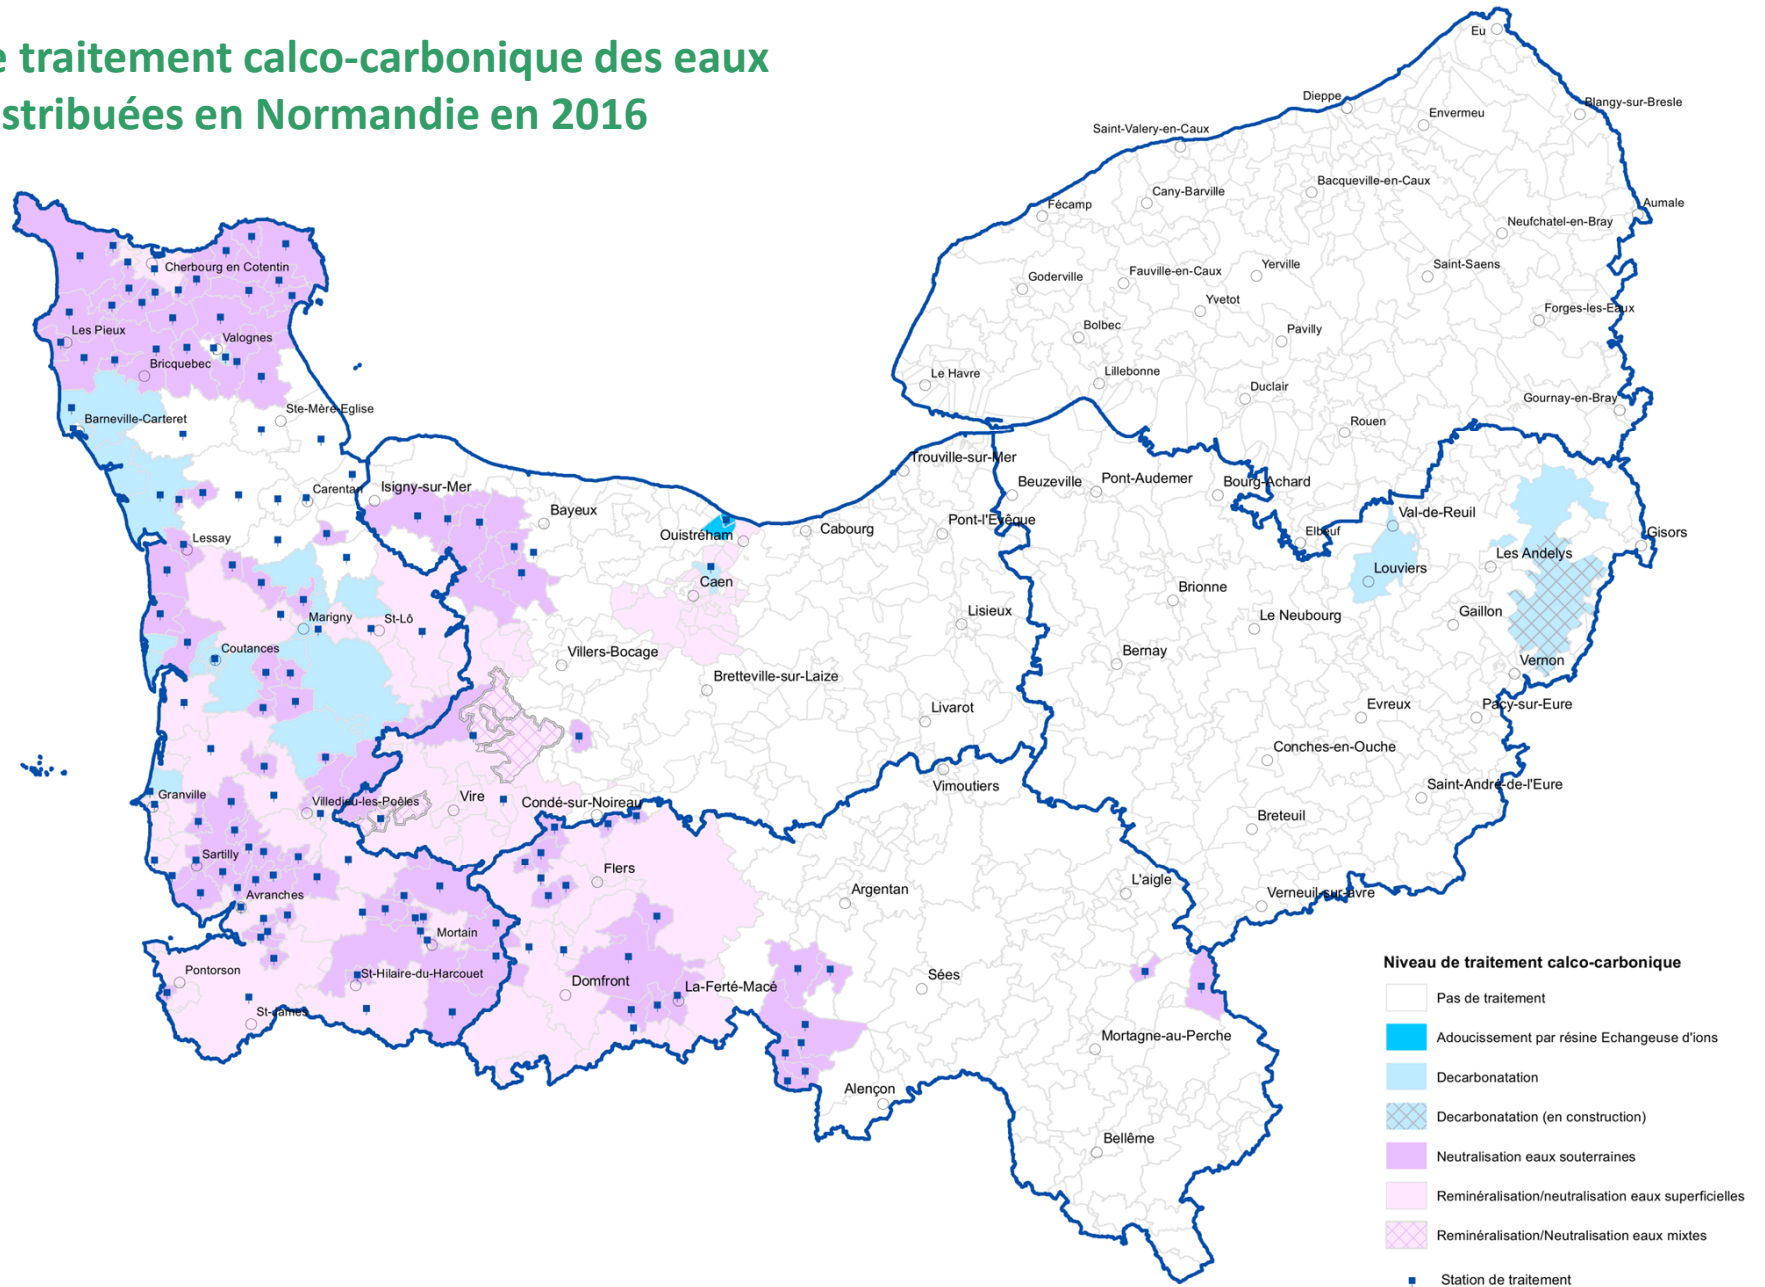 e traitement calco-carbonique des eaux
stribuées en Normandie en 2016
Eu
Dieppe
Blangy-sur-Bresle
Envermeu
Saint-Valery-en-Caux
Bacqueville-en-Caux
Cany-Barville
Fécamp
Aumale
Neufchatel-en-Bray
Cherbourg en Cotentin
Goderville
Fauville-en-Caux
Yerville
Saint-Saens
Yvetot
Forges-les-Eaux
Les Pieux
Valognes
Bolbec
Pavilly
Bricquebec
Le Havre
Lillebonne
Duclair
Gournay-en-Bray
Ste-Mère-Eglise
Barneville-Carteret
Rouen
Trouville-sur-Mer
Carentan
Isigny-sur-Mer
Beuzeville
Pont-Audemer
Bourg-Achard
Bayeux
Ouistréham
Cabourg
Pont-l'Evêque
Val-de-Reuil
Elbeuf
Gisors
Lessay
Les Andelys
Caen
Louviers
Brionne
Marigny
St-Lô
Lisieux
Le Neubourg
Gaillon
Coutances
Villers-Bocage
Bernay
Vernon
Bretteville-sur-Laize
Livarot
Evreux
Pacy-sur-Eure
Conches-en-Ouche
Granville
Villedieu-les-Poêles
Vire
Condé-sur-Noireau
Vimoutiers
Saint-André-de-l'Eure
Breteuil
Sartilly
Flers
Avranches
Argentan
L'aigle
Verneuil-sur-avre
Mortain
Pontorson
St-Hilaire-du-Harcouet
Domfront
La-Ferté-Macé
Sées
St-James
Mortagne-au-Perche
Alençon
Bellême
Niveau de traitement calco-carbonique
Pas de traitement
Adoucissement par résine Echangeuse d'ions
Decarbonatation
Decarbonatation (en construction)
Neutralisation eaux souterraines
Reminéralisation/neutralisation eaux superficielles
Reminéralisation/Neutralisation eaux mixtes
Station de traitement